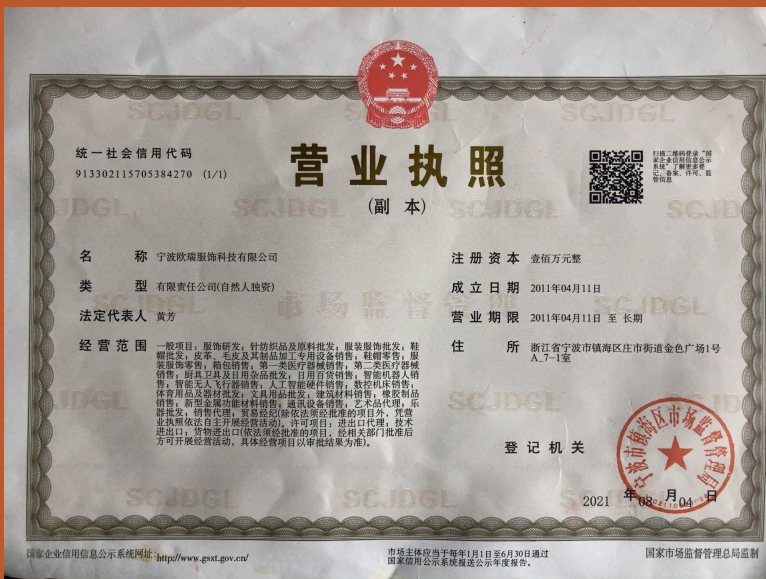 统一社会信用代码
913302115705384270 (1/1)
营业执照
(副 本)
扫描二维码登录“国
家企业信用信息公示
系统”了解更多登
记、备案、许可、监
管信息
名 称 宁波欧瑞服饰科技有限公司
类 型 有限责任公司(自然人独资)
法定代表人 黄芳
经营范围 一般项目：服饰研发；针纺织品及原料批发；服装服饰批发；鞋
帽批发；皮革、毛皮及其制品加工专用设备销售；鞋帽零售；服
装服饰零售；箱包销售；第一类医疗器械销售；第二类医疗器械
销售；厨具卫具及日用杂品批发；日用百货销售；智能机器人销
售；智能无人飞行器销售；人工智能硬件销售；数控机床销售；
体育用品及器材批发；文具用品批发；建筑材料销售；橡胶制品
销售；新型金属功能材料销售；通讯设备销售；艺术品代理；乐
器批发；销售代理；贸易经纪(除依法须经批准的项目外，凭营
业执照依法自主开展经营活动)。许可项目：进出口代理；技术
进出口；货物进出口(依法须经批准的项目，经相关部门批准后
方可开展经营活动，具体经营项目以审批结果为准)。
注册资本 壹佰万元整
成立日期 2011年04月11日
营业期限 2011年04月11日 至 长期
住 所 浙江省宁波市镇海区庄市街道金色广场1号
A_7-1室
登记机关
宁波市镇海区市场监督管理局
2021 年 08 月 04 日
国家企业信用信息公示系统网址：http://www.gsxt.gov.cn/
市场主体应当于每年1月1日至6月30日通过
国家信用公示系统报送公示年度报告。
国家市场监督管理总局监制
SCJDGL
市场监督管理